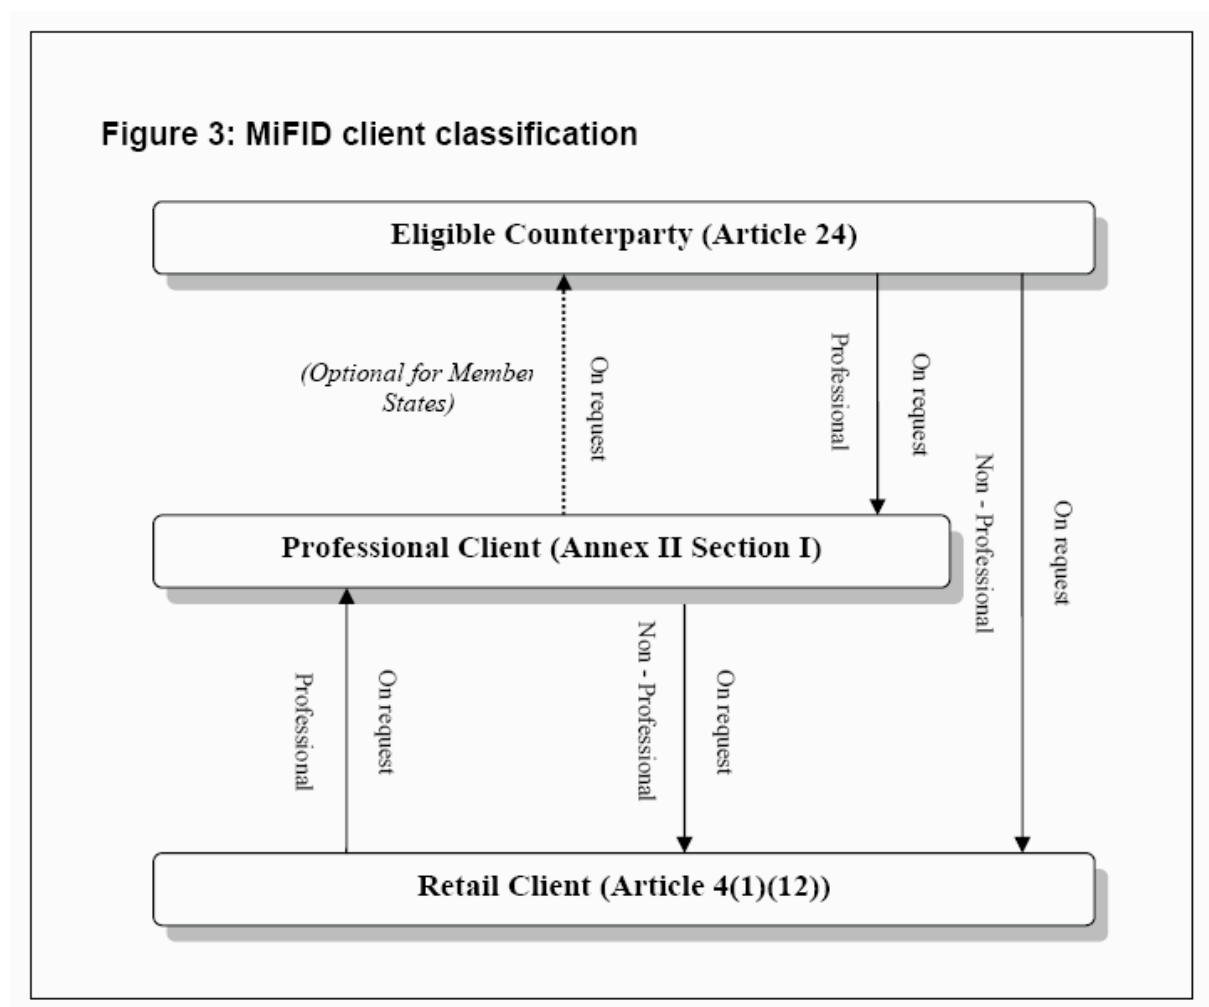 Figure 3: MiFID client classification
Eligible Counterparty (Article 24)
(Optional for Member
States)
On request
Professional
On request
Non - Professional
On request
Professional Client (Annex II Section I)
Professional
On request
Non - Professional
On request
Retail Client (Article 4(1)(12))